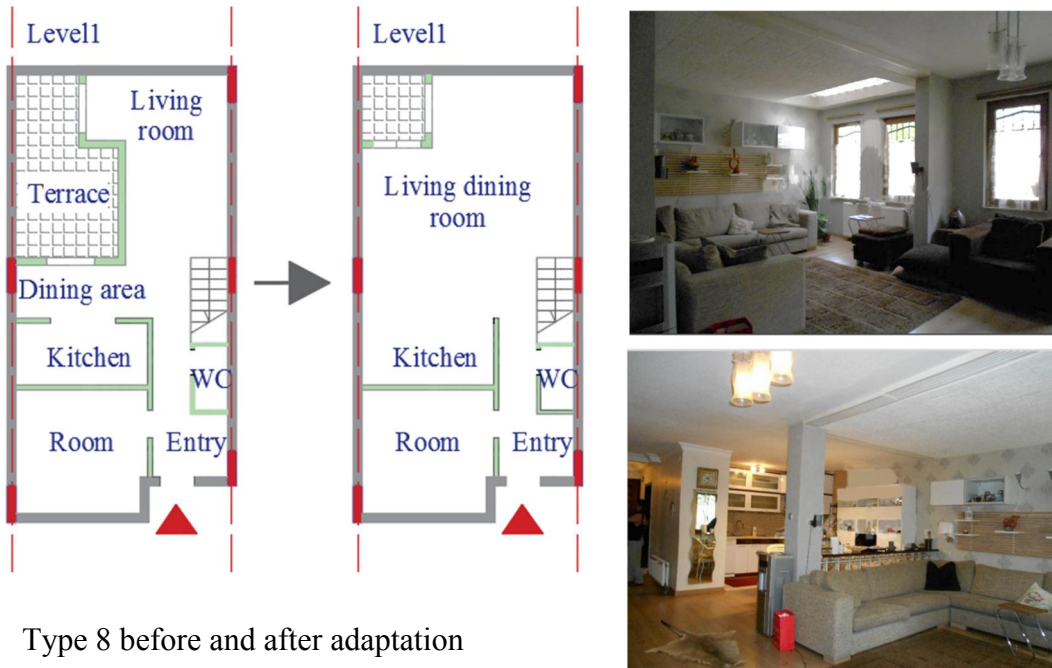 Level1
Living
room
Terrace
Dining area
Kitchen
WC
Room
Entry
Level1
Living dining
room
Kitchen
WC
Room
Entry
Type 8 before and after adaptation